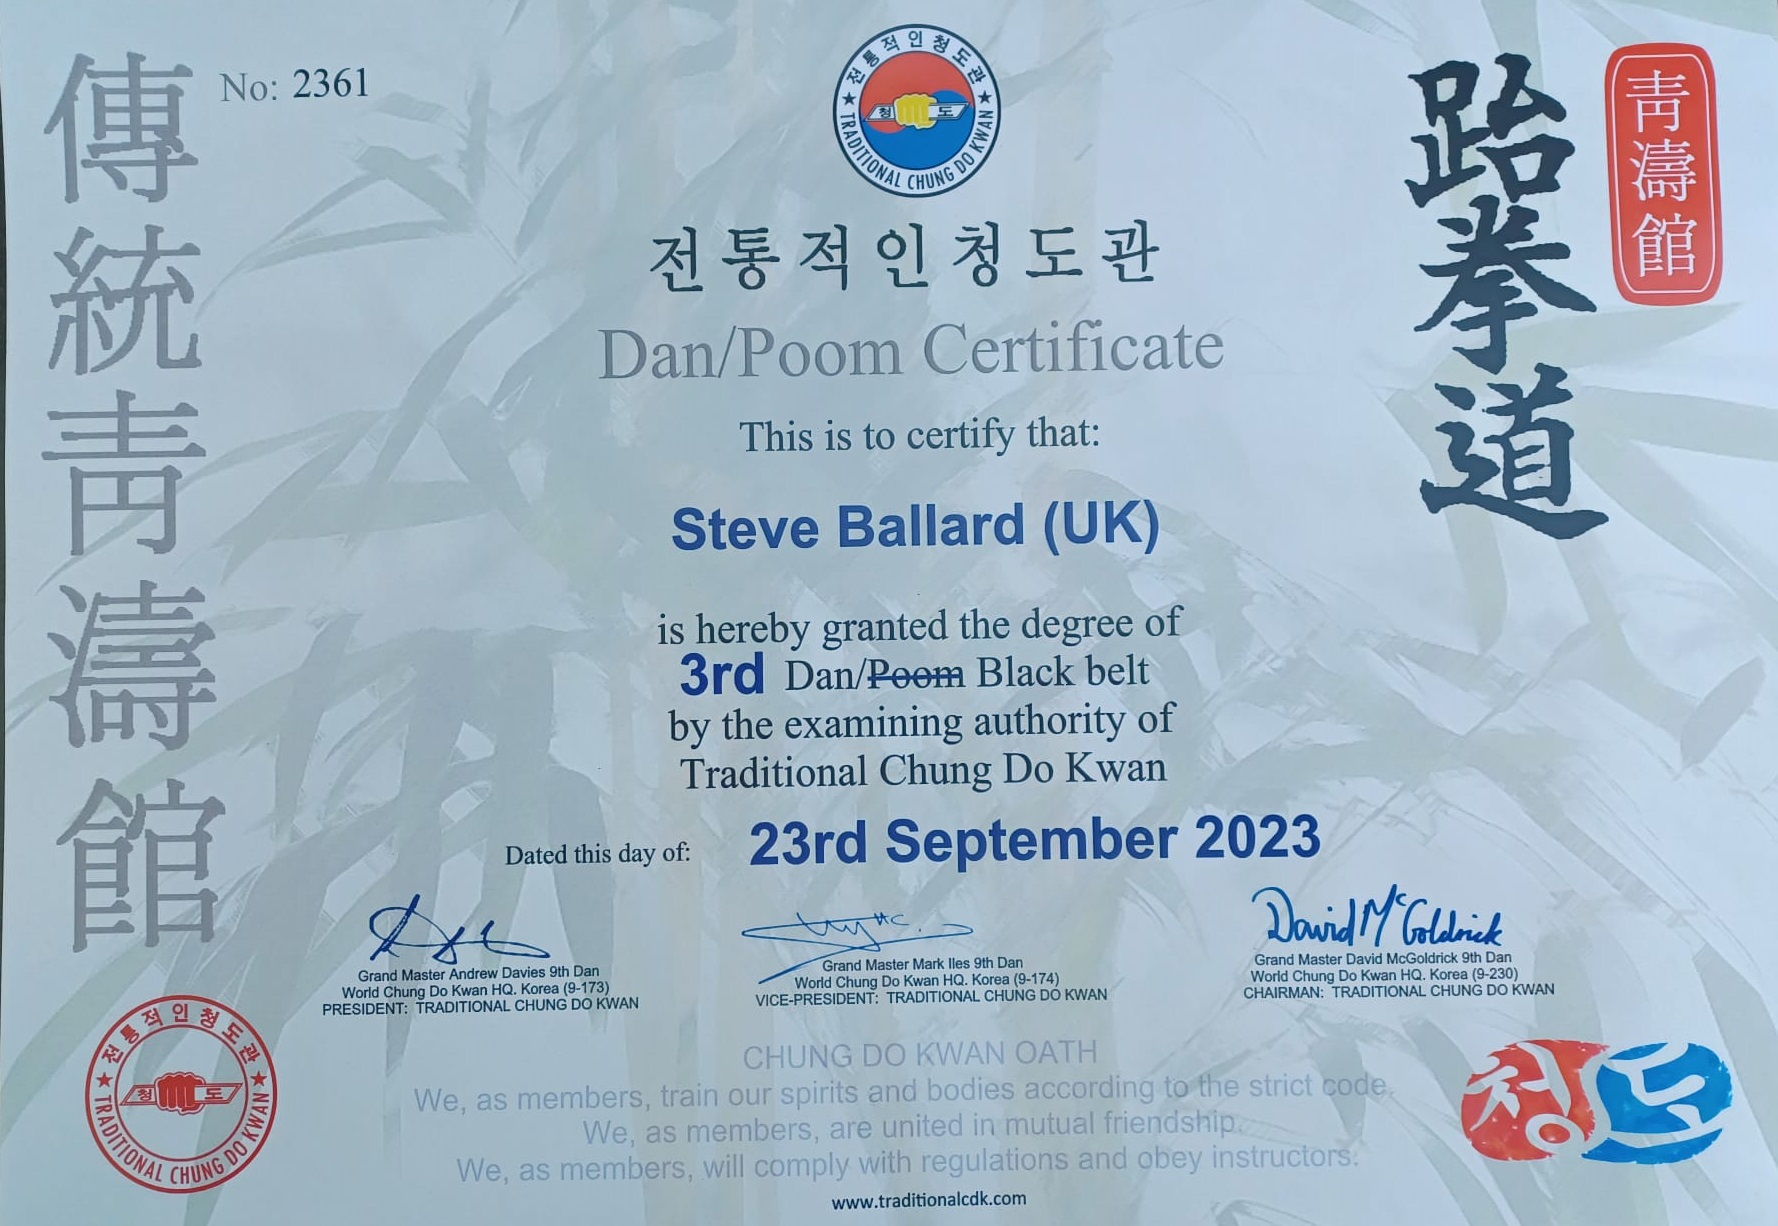 傳統靑濤館
No: 2361
전통적인청도관
청 도
TRADITIONAL CHUNG DO KWAN
跆拳道
靑濤館
전통적인청도관
Dan/Poom Certificate
This is to certify that:
Steve Ballard (UK)
is hereby granted the degree of
3rd Dan/Poom Black belt
by the examining authority of
Traditional Chung Do Kwan
Dated this day of: 23rd September 2023
David McGoldrick
Grand Master Andrew Davies 9th Dan
World Chung Do Kwan HQ. Korea (9-173)
PRESIDENT: TRADITIONAL CHUNG DO KWAN
Grand Master Mark Iles 9th Dan
World Chung Do Kwan HQ. Korea (9-174)
VICE-PRESIDENT: TRADITIONAL CHUNG DO KWAN
Grand Master David McGoldrick 9th Dan
World Chung Do Kwan HQ. Korea (9-230)
CHAIRMAN: TRADITIONAL CHUNG DO KWAN
전통적인청도관
청 도
TRADITIONAL CHUNG DO KWAN
CHUNG DO KWAN OATH
We, as members, train our spirits and bodies according to the strict code.
We, as members, are united in mutual friendship.
We, as members, will comply with regulations and obey instructors.
www.traditionalcdk.com
청도